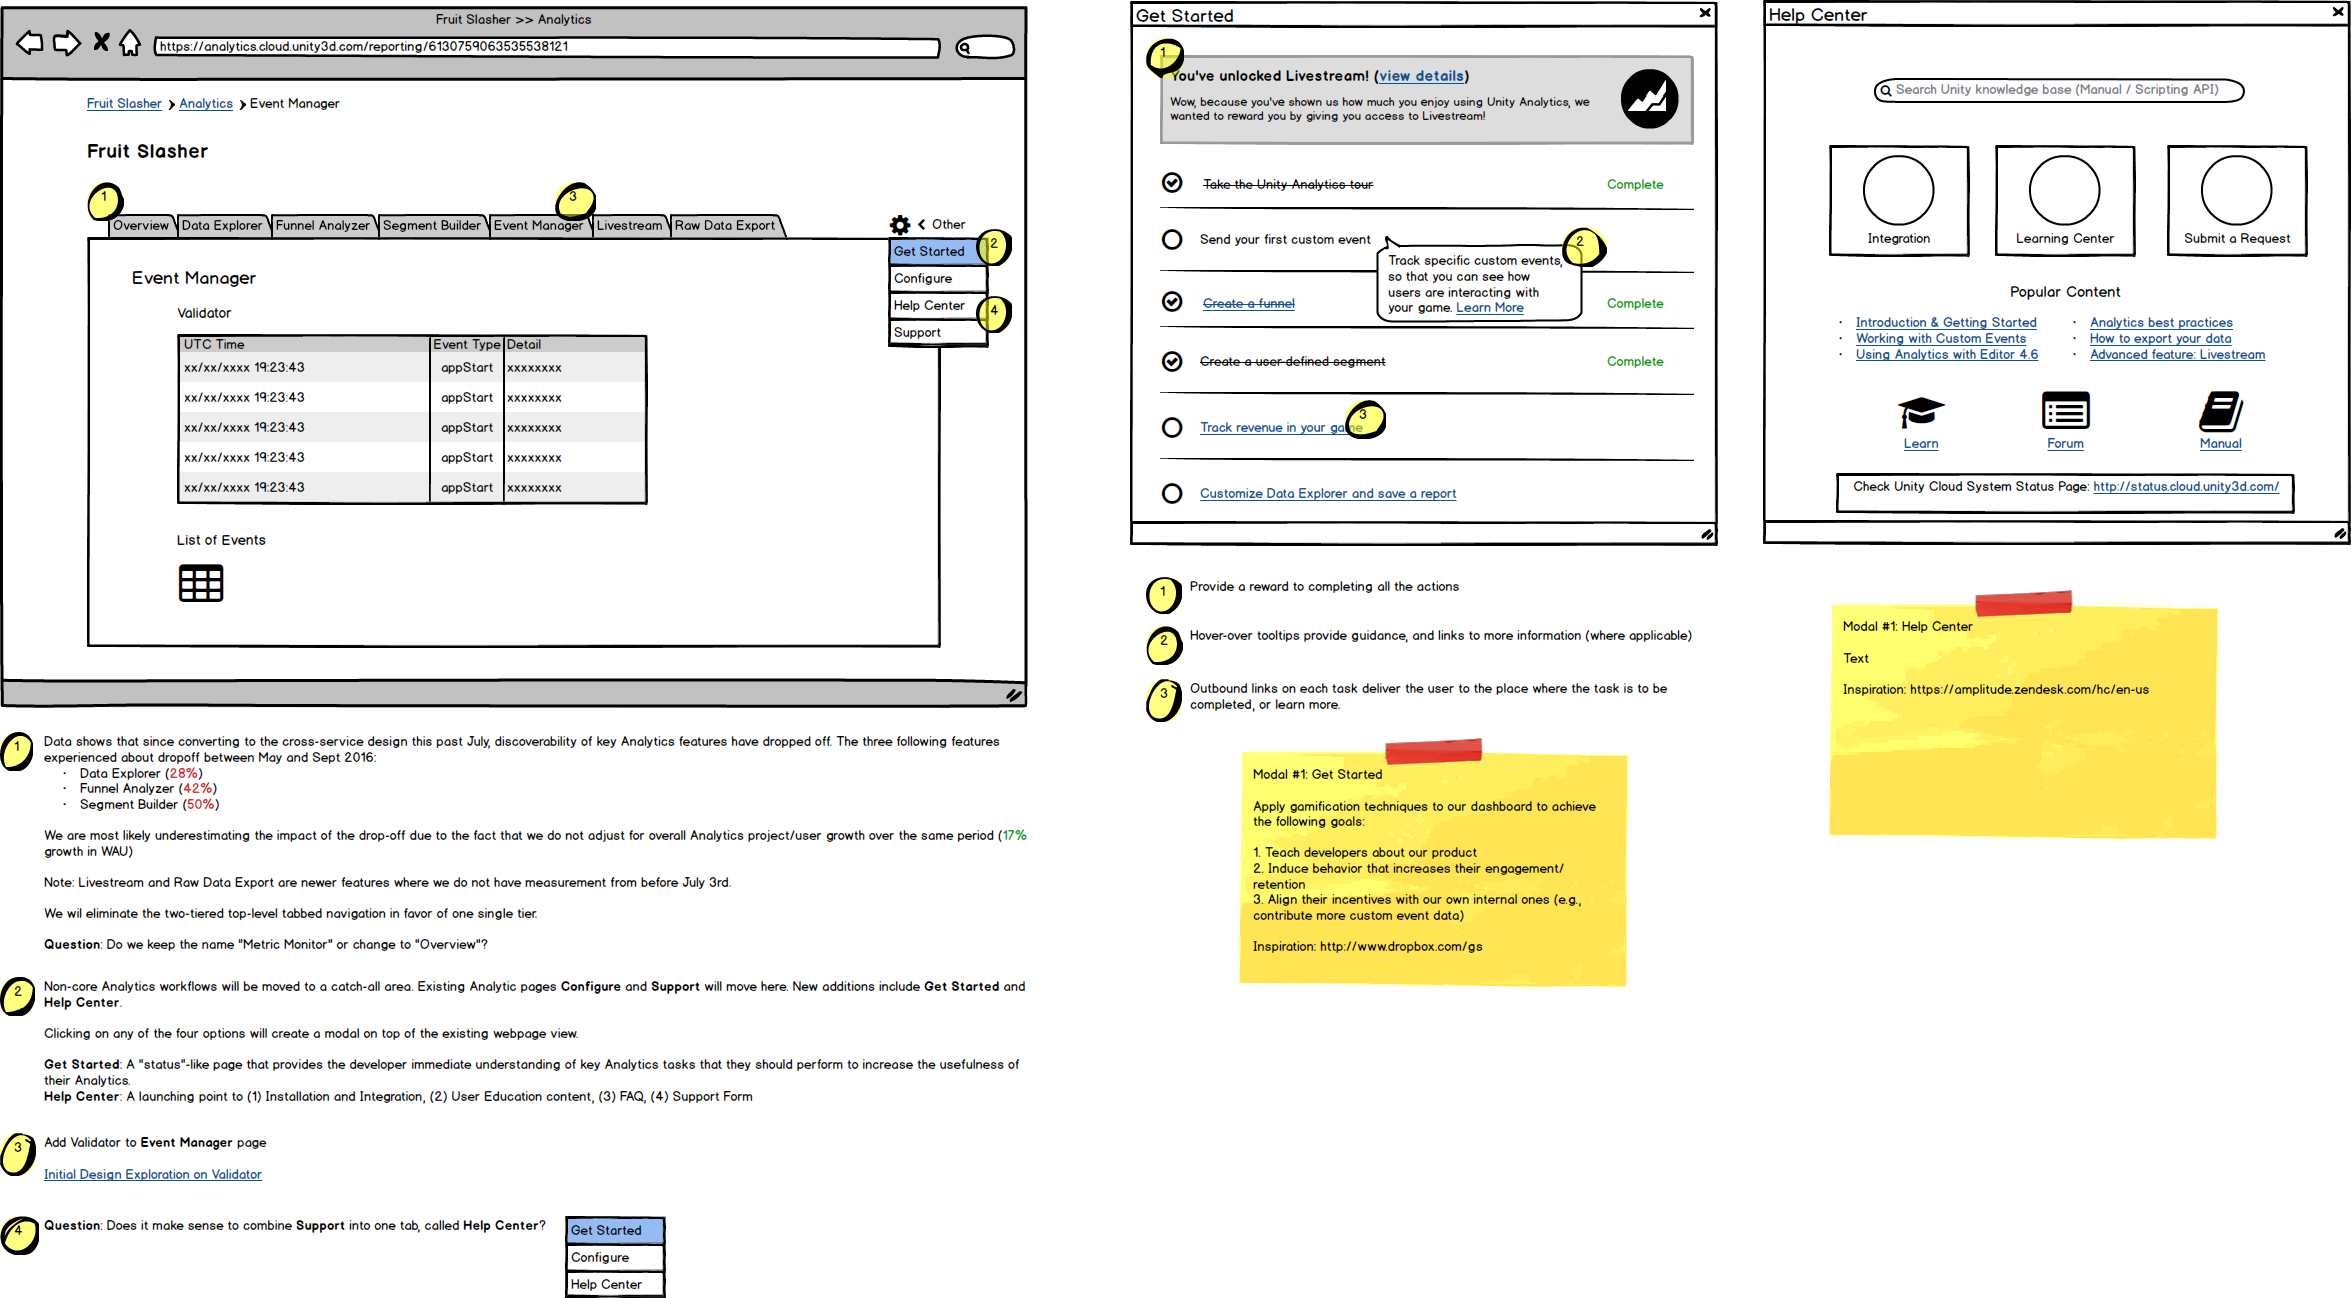 Fruit Slasher >> Analytics
https://analytics.cloud.unity3d.com/reporting/6130759063535538121
Fruit Slasher > Analytics > Event Manager
Fruit Slasher
1
3
Overview Data Explorer Funnel Analyzer Segment Builder Event Manager Livestream Raw Data Export
< Other
Get Started
2
Configure
Help Center
4
Support
Event Manager
Validator
UTC Time Event Type Detail
xx/xx/xxxx 19:23:43 appStart xxxxxxxx
xx/xx/xxxx 19:23:43 appStart xxxxxxxx
xx/xx/xxxx 19:23:43 appStart xxxxxxxx
xx/xx/xxxx 19:23:43 appStart xxxxxxxx
xx/xx/xxxx 19:23:43 appStart xxxxxxxx
List of Events
1
Data shows that since converting to the cross-service design this past July, discoverability of key Analytics features have dropped off. The three following features
experienced about dropoff between May and Sept 2016:
· Data Explorer (28%)
· Funnel Analyzer (42%)
· Segment Builder (50%)
We are most likely underestimating the impact of the drop-off due to the fact that we do not adjust for overall Analytics project/user growth over the same period (17%
growth in WAU)
Note: Livestream and Raw Data Export are newer features where we do not have measurement from before July 3rd.
We wil eliminate the two-tiered top-level tabbed navigation in favor of one single tier.
Question: Do we keep the name "Metric Monitor" or change to "Overview"?
2
Non-core Analytics workflows will be moved to a catch-all area. Existing Analytic pages Configure and Support will move here. New additions include Get Started and
Help Center.
Clicking on any of the four options will create a modal on top of the existing webpage view.
Get Started: A "status"-like page that provides the developer immediate understanding of key Analytics tasks that they should perform to increase the usefulness of
their Analytics.
Help Center: A launching point to (1) Installation and Integration, (2) User Education content, (3) FAQ, (4) Support Form
3
Add Validator to Event Manager page
Initial Design Exploration on Validator
4
Question: Does it make sense to combine Support into one tab, called Help Center?
Get Started
Configure
Help Center
Get Started
1
You've unlocked Livestream! (view details)
Wow, because you've shown us how much you enjoy using Unity Analytics, we
wanted to reward you by giving you access to Livestream!
Take the Unity Analytics tour Complete
Send your first custom event
2
Track specific custom events,
so that you can see how
users are interacting with
your game. Learn More
Create a funnel Complete
Create a user-defined segment Complete
3
Track revenue in your game
Customize Data Explorer and save a report
1
Provide a reward to completing all the actions
2
Hover-over tooltips provide guidance, and links to more information (where applicable)
3
Outbound links on each task deliver the user to the place where the task is to be
completed, or learn more.
Modal #1: Get Started
Apply gamification techniques to our dashboard to achieve
the following goals:
1. Teach developers about our product
2. Induce behavior that increases their engagement/
retention
3. Align their incentives with our own internal ones (e.g.,
contribute more custom event data)
Inspiration: http://www.dropbox.com/gs
Help Center
Search Unity knowledge base (Manual / Scripting API)
Integration Learning Center Submit a Request
Popular Content
· Introduction & Getting Started · Analytics best practices
· Working with Custom Events · How to export your data
· Using Analytics with Editor 4.6 · Advanced feature: Livestream
Learn Forum Manual
Check Unity Cloud System Status Page: http://status.cloud.unity3d.com/
Modal #1: Help Center
Text
Inspiration: https://amplitude.zendesk.com/hc/en-us